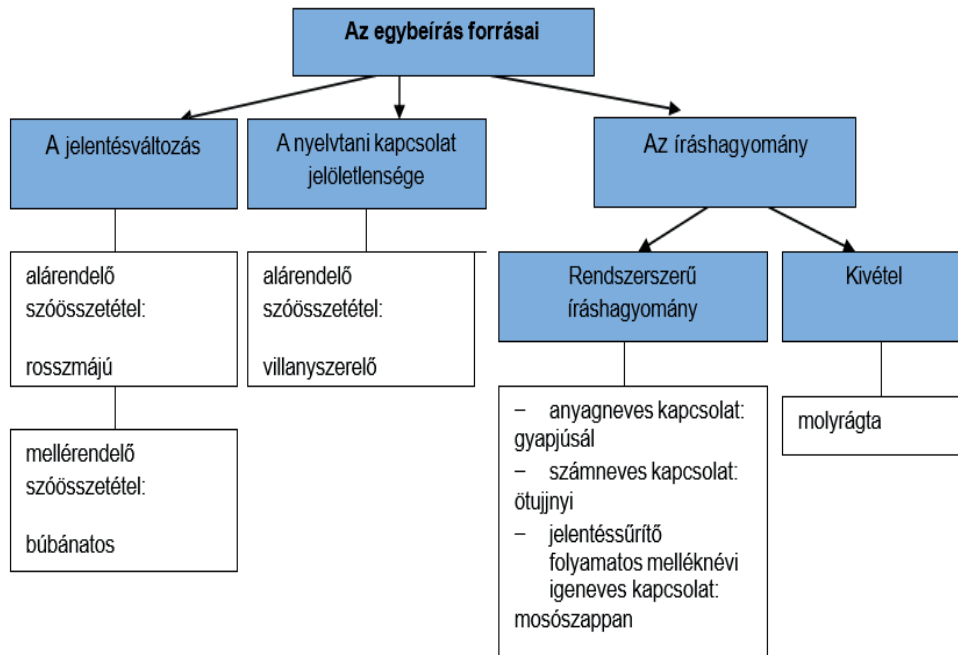 Az egybeírás forrásai
A jelentésváltozás
A nyelvtani kapcsolat
jelöletlensége
Az íráshagyomány
alárendelő
szóösszetétel:
rosszmájú
alárendelő
szóösszetétel:
villanyszerelő
Rendszerszerű
íráshagyomány
Kivétel
mellérendelő
szóösszetétel:
búbánatos
– anyagneves kapcsolat:
gyapjúsál
– számneves kapcsolat:
ötujjnyi
– jelentéssűrítő
folyamatos melléknévi
igeneves kapcsolat:
mosószappan
molyrágta